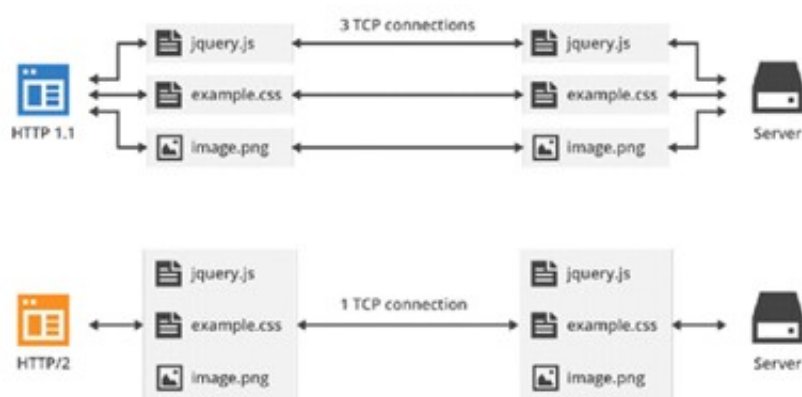 3 TCP connections
jquery.js jquery.js
example.css example.css
HTTP 1.1 Server
image.png image.png
jquery.js jquery.js
1 TCP connection
example.css example.css
HTTP/2 Server
image.png image.png